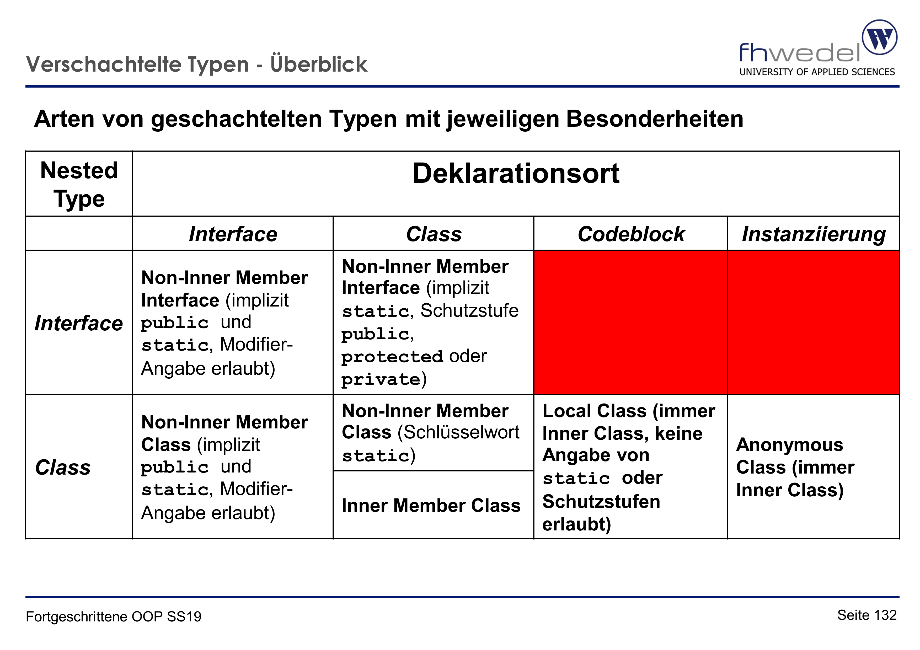 Verschachtelte Typen - Überblick
fhwedel
UNIVERSITY OF APPLIED SCIENCES
W
Arten von geschachtelten Typen mit jeweiligen Besonderheiten
Nested
Type
Deklarationsort
Interface
Class
Codeblock
Instanziierung
Interface
Non-Inner Member
Interface (implizit
public und
static, Modifier-
Angabe erlaubt)
Non-Inner Member
Interface (implizit
static, Schutzstufe
public,
protected oder
private)
Class
Non-Inner Member
Class (implizit
public und
static, Modifier-
Angabe erlaubt)
Non-Inner Member
Class (Schlüsselwort
static)
Inner Member Class
Local Class (immer
Inner Class, keine
Angabe von
static oder
Schutzstufen
erlaubt)
Anonymous
Class (immer
Inner Class)
Fortgeschrittene OOP SS19
Seite 132